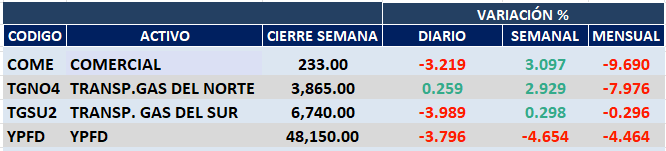 VARIACIÓN %
CODIGO ACTIVO CIERRE SEMANA DIARIO SEMANAL MENSUAL
COME COMERCIAL 233.00 -3.219 3.097 -9.690
TGNO4 TRANSP.GAS DEL NORTE 3,865.00 0.259 2.929 -7.976
TGSU2 TRANSP. GAS DEL SUR 6,740.00 -3.989 0.298 -0.296
YPFD YPFD 48,150.00 -3.796 -4.654 -4.464